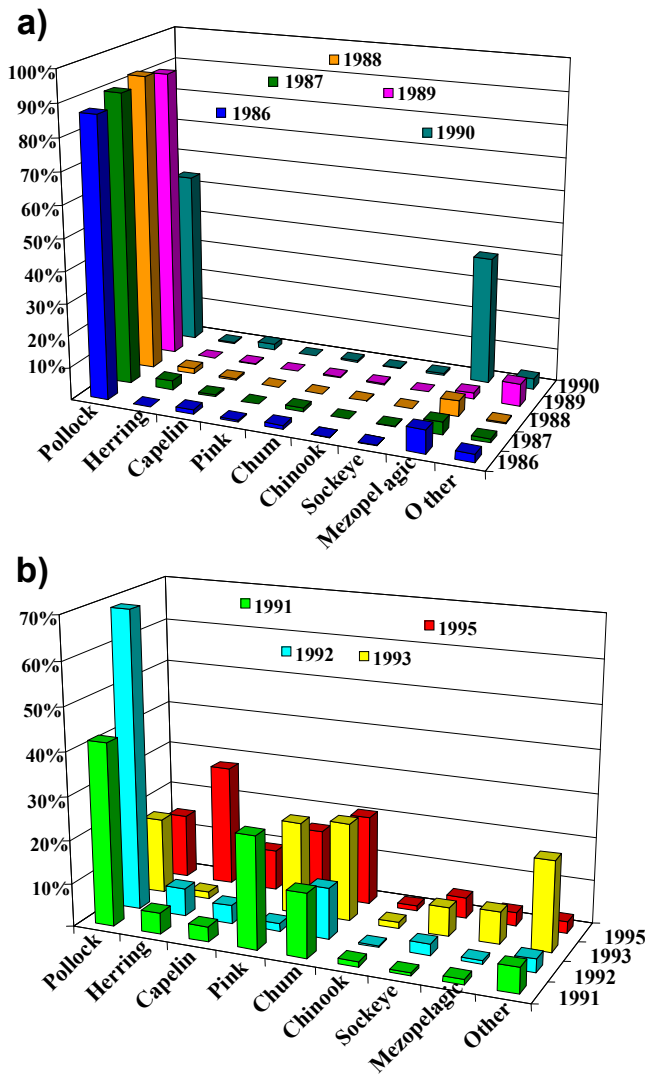 a)
1988
100%
1987
1989
90%
1986
80%
1990
70%
60%
50%
40%
30%
20%
10%
1990
1989
1988
1987
1986
Pollock
Herring
Capelin
Pink
Chum
Chinook
Sockeye
Mezopel agic
O ther
b)
1991
70%
1995
1992
1993
60%
50%
40%
30%
20%
10%
1995
1993
1992
1991
Pollock
Herring
Capelin
Pink
Chum
Chinook
Sockeye
Mezopelagic
Other